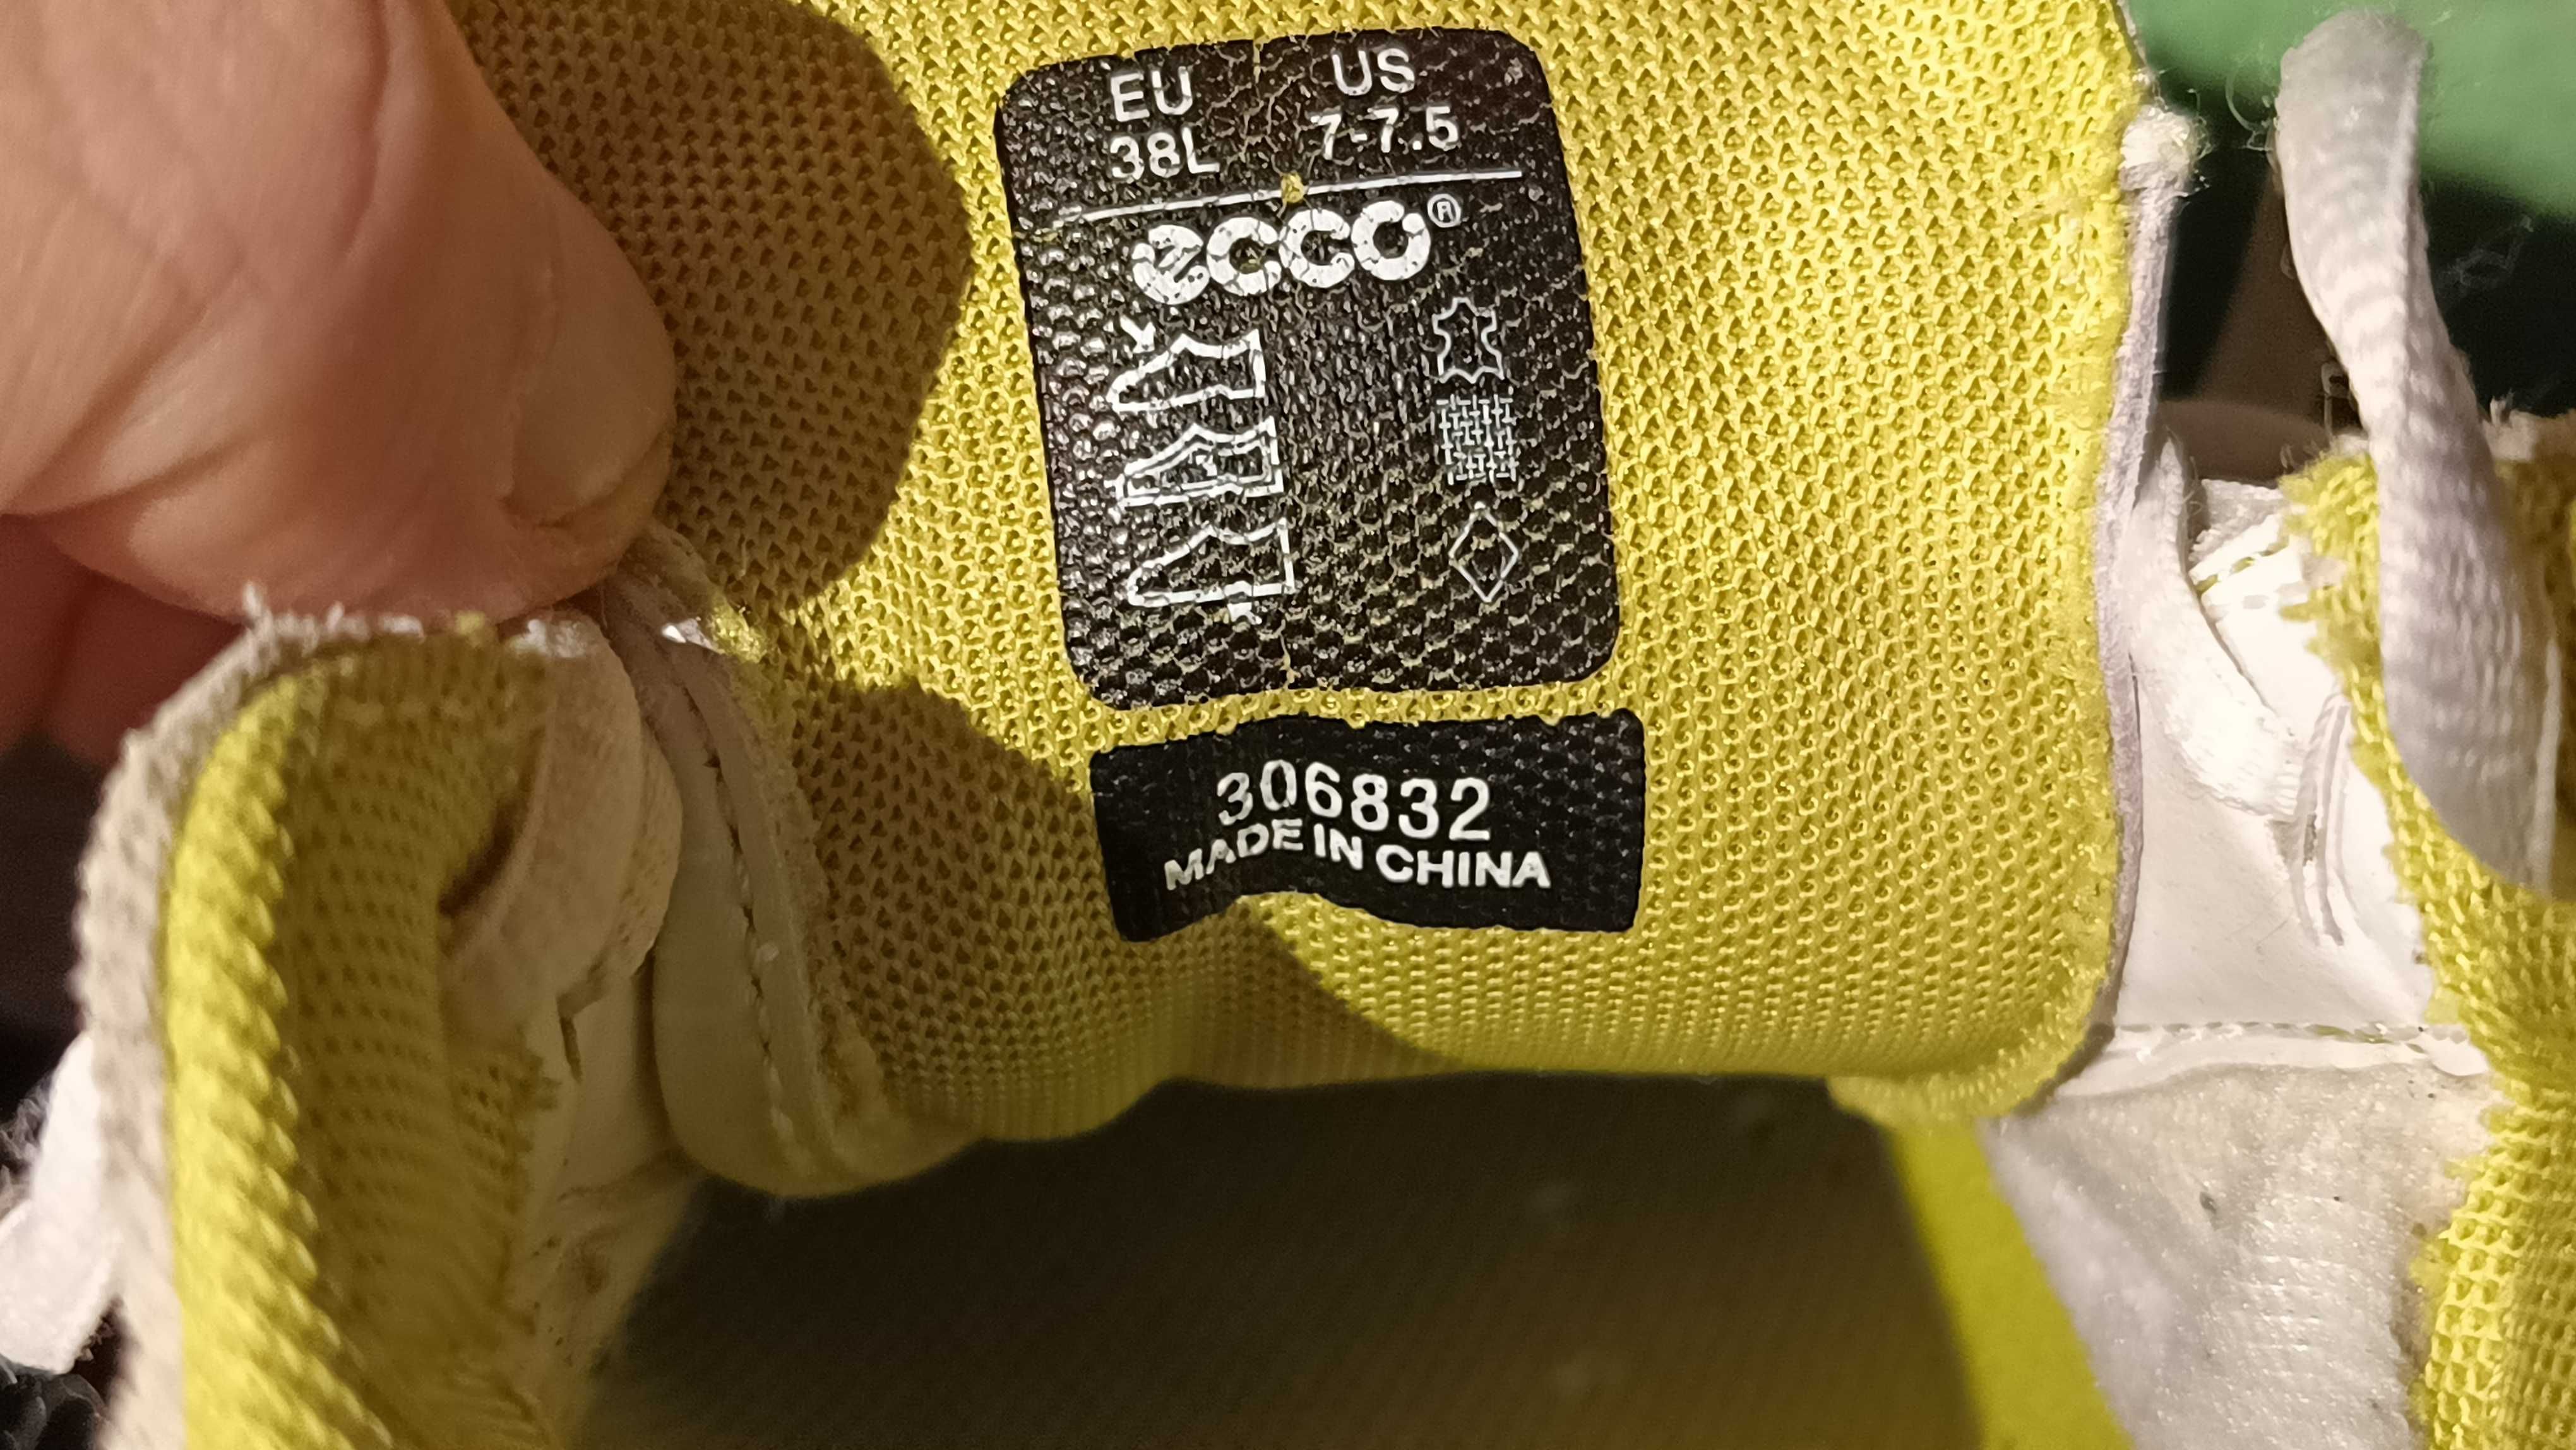 EU US
38L 7-7.5
ecco®
306832
MADE IN CHINA